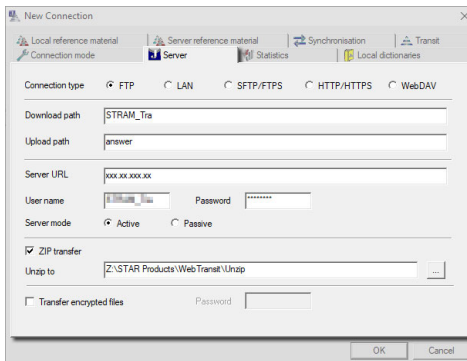 New Connection
Local reference material
Server reference material
Synchronisation
Transit
Connection mode
Server
Statistics
Local dictionaries
Connection type
FTP
LAN
SFTP/FTPS
HTTP/HTTPS
WebDAV
Download path
STRAM_Tra
Upload path
answer
Server URL
xxx.xx.xxx.xx
User name
Password
********
Server mode
Active
Passive
ZIP transfer
Unzip to
Z:\STAR Products\WebTransit\Unzip
...
Transfer encrypted files
Password
OK
Cancel